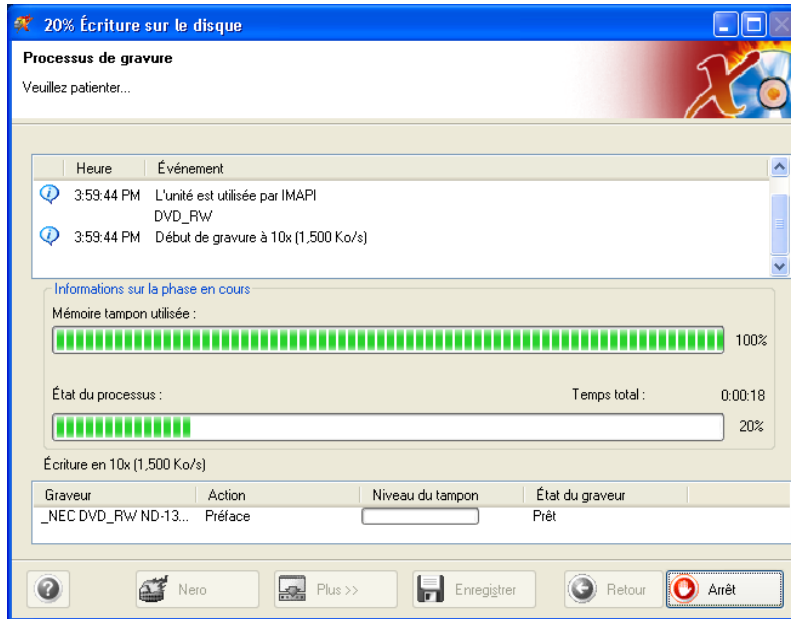 20% Écriture sur le disque
Processus de gravure
Veuillez patienter...
Heure Événement
3:59:44 PM L'unité est utilisée par IMAPI
DVD_RW
3:59:44 PM Début de gravure à 10x (1,500 Ko/s)
Informations sur la phase en cours
Mémoire tampon utilisée :
100%
État du processus : Temps total : 0:00:18
20%
Écriture en 10x (1,500 Ko/s)
Graveur Action Niveau du tampon État du graveur
_NEC DVD_RW ND-13... Préface Prêt
Nero Plus >> Enregistrer Retour Arrêt